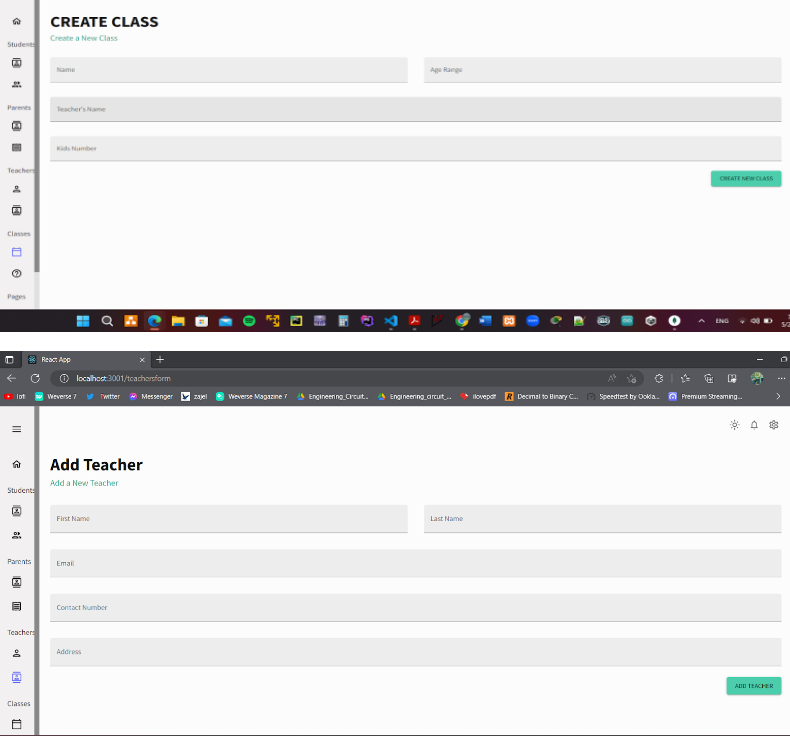 CREATE CLASS
Create a New Class
Students
Name
Age Range
Parents
Teacher's Name
Kids Number
Teachers
CREATE NEW CLASS
Classes
Pages
ENG
React App
localhost:3001/teachersform
lofi
Weverse 7
Twitter
Messenger
zajel
Weverse Magazine 7
Engineering_Circuit...
Engineering_circuit_...
ilovepdf
Decimal to Binary C...
Speedtest by Ookla...
Premium Streaming...
Add Teacher
Add a New Teacher
Students
First Name
Last Name
Parents
Email
Contact Number
Teachers
Address
ADD TEACHER
Classes